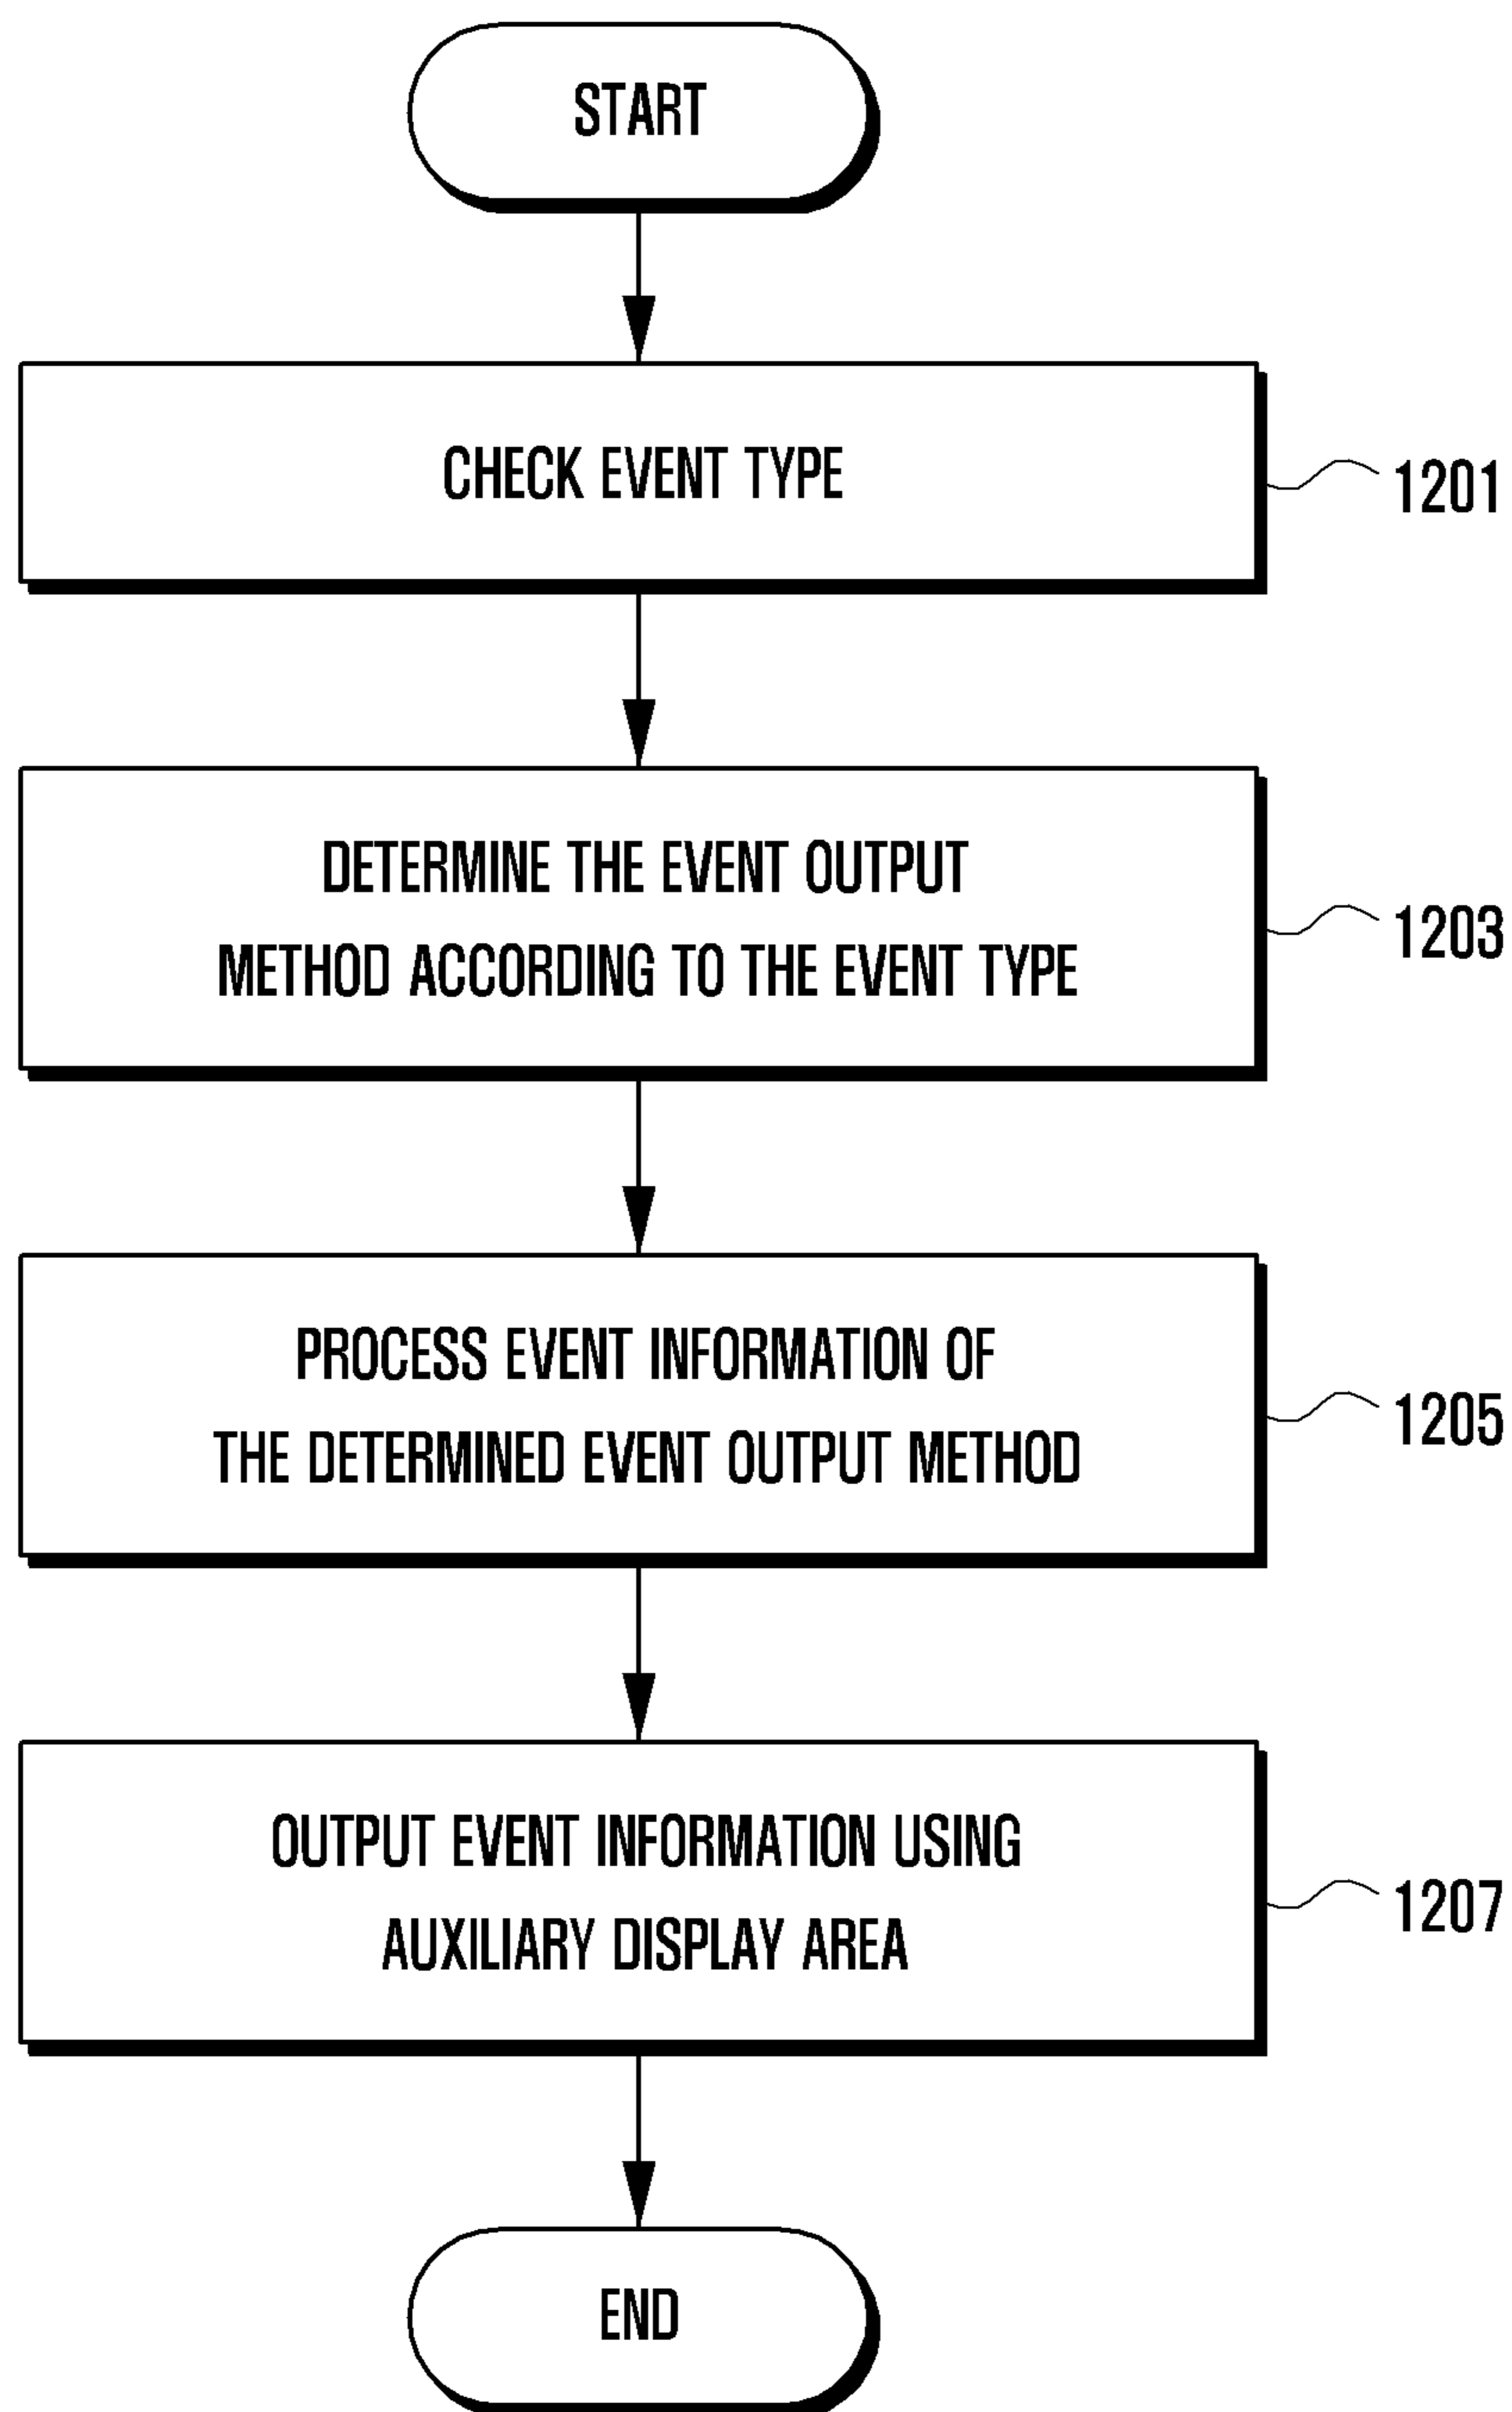 START
CHECK EVENT TYPE
1201
DETERMINE THE EVENT OUTPUT
METHOD ACCORDING TO THE EVENT TYPE
1203
PROCESS EVENT INFORMATION OF
THE DETERMINED EVENT OUTPUT METHOD
1205
OUTPUT EVENT INFORMATION USING
AUXILIARY DISPLAY AREA
1207
END